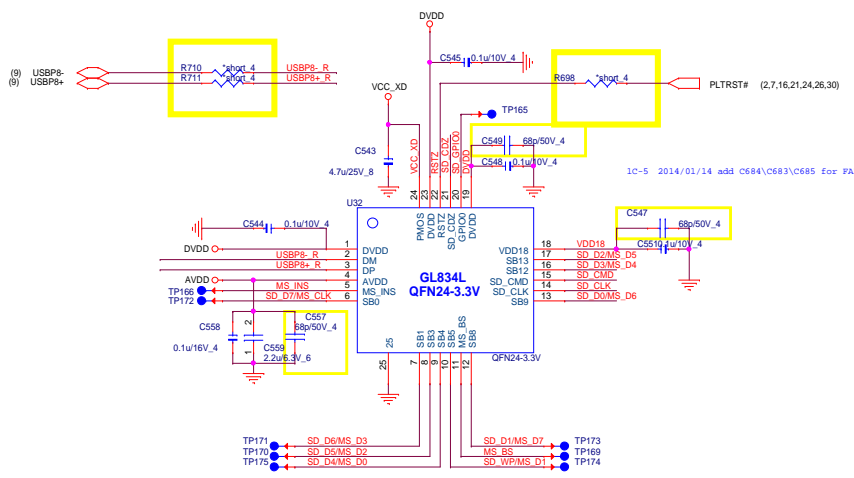 DVDD
C545 0.1u/10V_4
(9) USBP8- R710 *short_4 USBP8-_R
(9) USBP8+ R711 *short_4 USBP8+_R
R698 *short_4 PLTRST# (2,7,16,21,24,26,30)
VCC_XD
TP165
C549 68p/50V_4
C548 0.1u/10V_4
C543
4.7u/25V_8
VCC_XD
RSTZ
SD_CDZ
SD_GPIO0
DVDD
24 23 22 21 20 19
1C-5 2014/01/14 add C684\C683\C685 for FA
U32
PMOS
DVDD
RSTZ
SD_CDZ
GPIO0
DVDD
C547
68p/50V_4
C544 0.1u/10V_4
C551 0.1u/10V_4
DVDD 1 DVDD
USBP8-_R 2 DM
USBP8+_R 3 DP
AVDD 4 AVDD
TP166 MS_INS 5 MS_INS
TP172 SD_D7/MS_CLK 6 SB0
GL834L
QFN24-3.3V
VDD18 18 VDD18
SB13 17 SD_D2/MS_D5
SB12 16 SD_D3/MS_D4
SD_CMD 15 SD_CMD
SD_CLK 14 SD_CLK
SB9 13 SD_D0/MS_D6
C558
0.1u/16V_4
2
1
C559
2.2u/6.3V_6
C557
68p/50V_4
25
SB1
SB3
SB4
SB5
MS_BS
SB8
QFN24-3.3V
25 7 8 9 10 11 12
TP171 SD_D6/MS_D3
TP170 SD_D5/MS_D2
TP175 SD_D4/MS_D0
SD_D1/MS_D7 TP173
MS_BS TP169
SD_WP/MS_D1 TP174